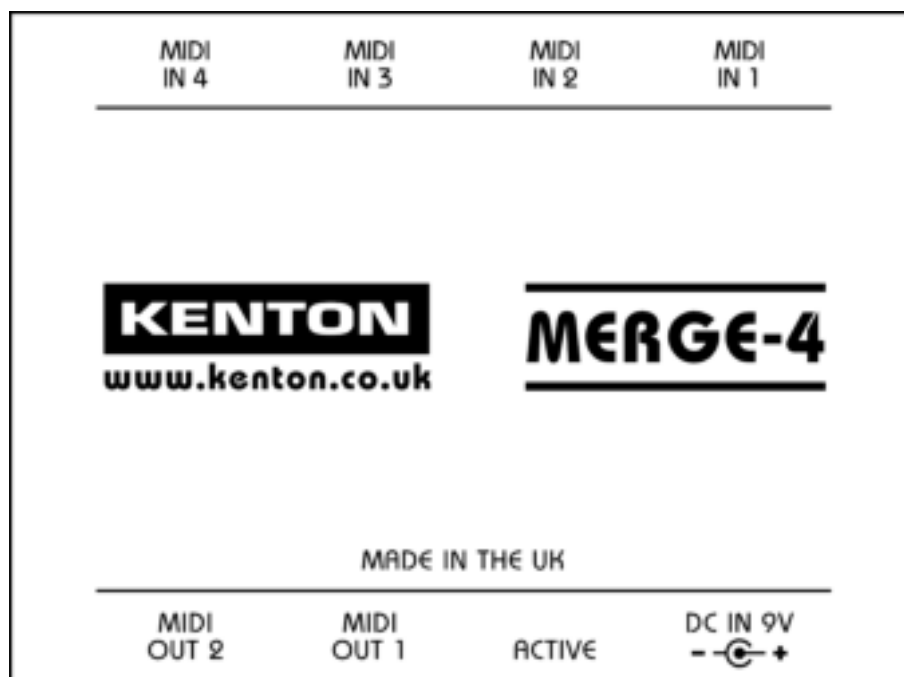 MIDI IN 4
MIDI IN 3
MIDI IN 2
MIDI IN 1
KENTON
www.kenton.co.uk
MERGE-4
MADE IN THE UK
MIDI OUT 2
MIDI OUT 1
ACTIVE
DC IN 9V
- +